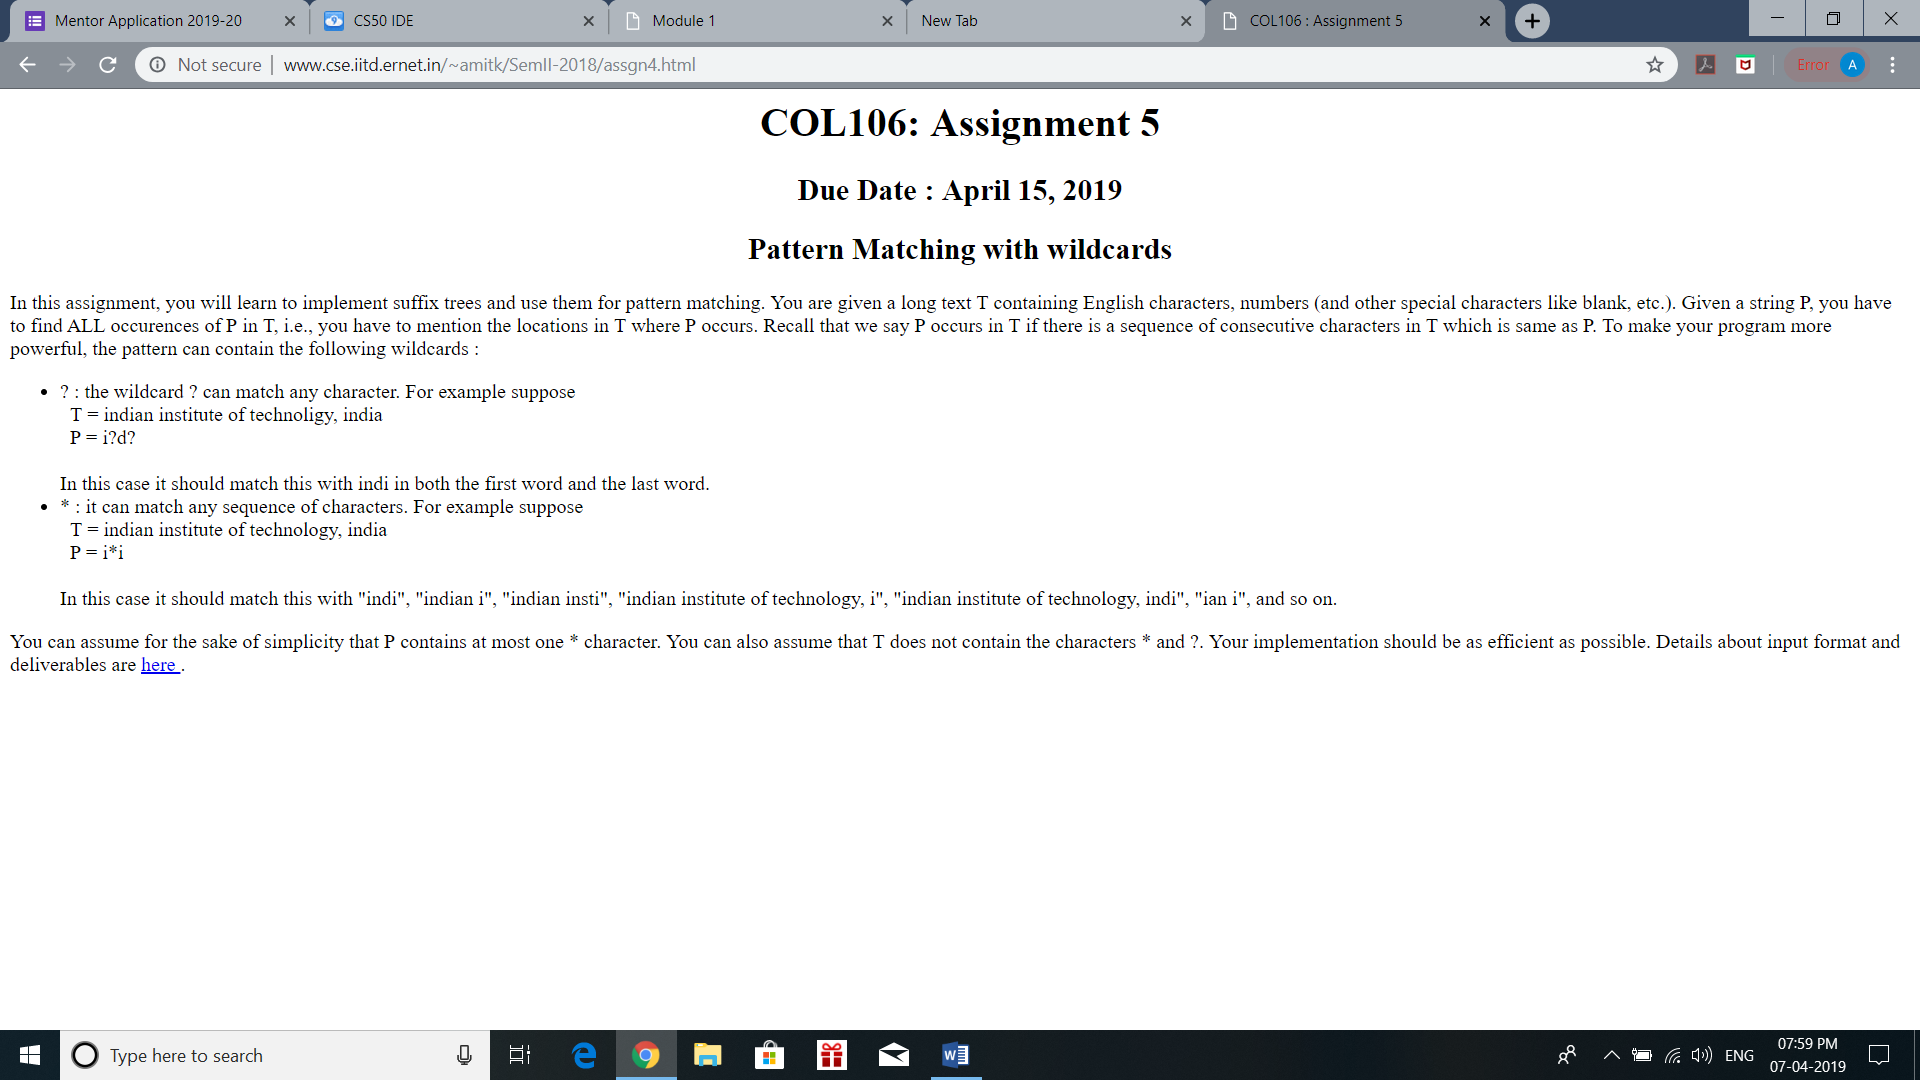 Mentor Application 2019-20
CS50 IDE
Module 1
New Tab
COL106 : Assignment 5
Not secure
www.cse.iitd.ernet.in/~amitk/SemII-2018/assgn4.html
Error
A
COL106: Assignment 5
Due Date : April 15, 2019
Pattern Matching with wildcards
In this assignment, you will learn to implement suffix trees and use them for pattern matching. You are given a long text T containing English characters, numbers (and other special characters like blank, etc.). Given a string P, you have
to find ALL occurences of P in T, i.e., you have to mention the locations in T where P occurs. Recall that we say P occurs in T if there is a sequence of consecutive characters in T which is same as P. To make your program more
powerful, the pattern can contain the following wildcards :
• ? : the wildcard ? can match any character. For example suppose
T = indian institute of technoligy, india
P = i?d?
In this case it should match this with indi in both the first word and the last word.
• * : it can match any sequence of characters. For example suppose
T = indian institute of technology, india
P = i*i
In this case it should match this with "indi", "indian i", "indian insti", "indian institute of technology, i", "indian institute of technology, indi", "ian i", and so on.
You can assume for the sake of simplicity that P contains at most one * character. You can also assume that T does not contain the characters * and ?. Your implementation should be as efficient as possible. Details about input format and
deliverables are here .
Type here to search
ENG
07:59 PM
07-04-2019